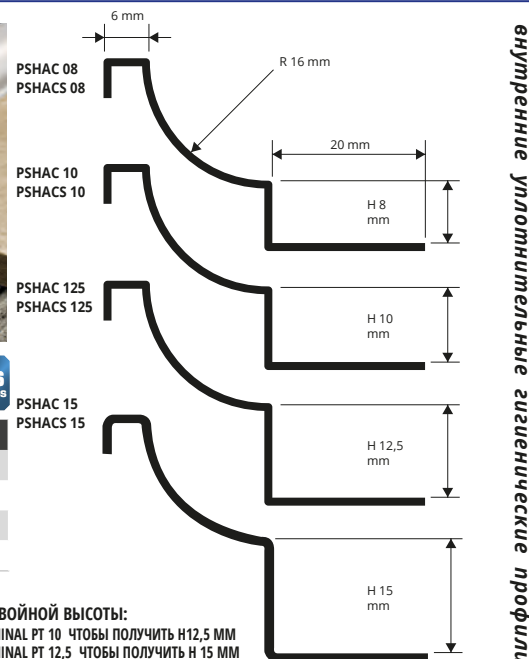 6 mm
PSHAC 08
PSHACS 08
R 16 mm
20 mm
H 8
mm
PSHAC 10
PSHACS 10
H 10
mm
PSHAC 125
PSHACS 125
H 12,5
mm
PSHAC 15
PSHACS 15
H 15
mm
ВОЙНОЙ ВЫСОТЫ:
INAL PT 10 ЧТОБЫ ПОЛУЧИТЬ H12,5 ММ
INAL PT 12,5 ЧТОБЫ ПОЛУЧИТЬ H 15 ММ
внутренние уплотнительные гигиенические профили